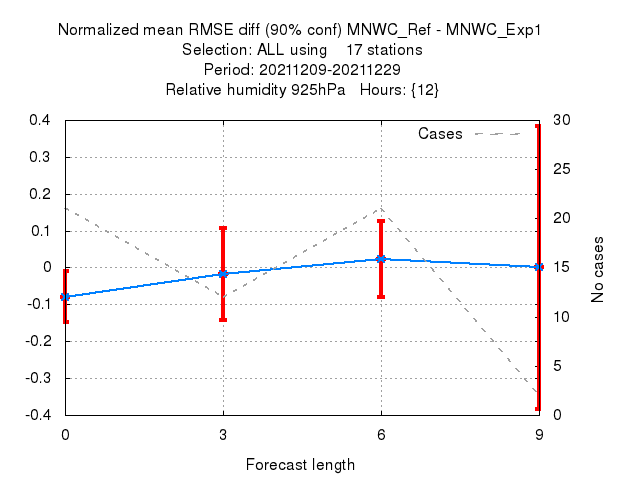 Normalized mean RMSE diff (90% conf) MNWC_Ref - MNWC_Exp1
Selection: ALL using    17 stations
Period: 20211209-20211229
Relative humidity 925hPa   Hours: {12}
Cases
0.4
0.3
0.2
0.1
0
-0.1
-0.2
-0.3
-0.4
30
25
20
15
10
5
0
No cases
0 3 6 9
Forecast length